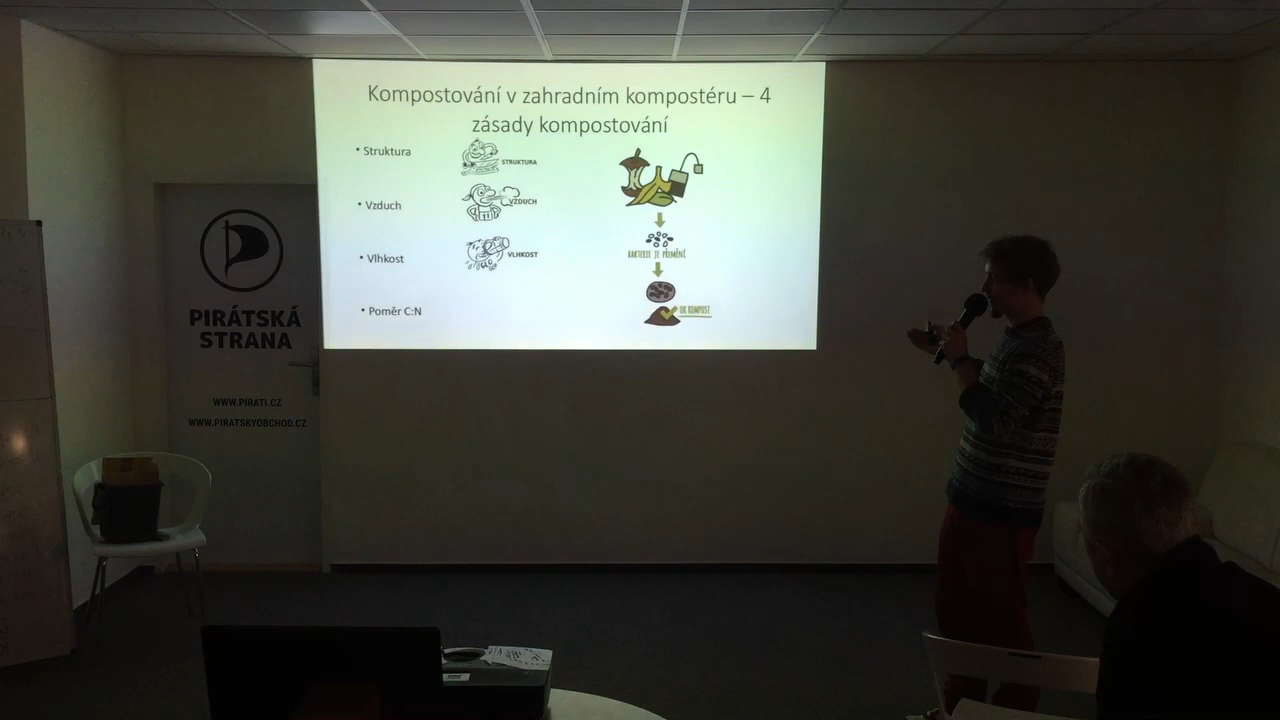 Kompostování v zahradním kompostéru – 4
zásady kompostování
• Struktura
STRUKTURA
• Vzduch
VZDUCH
• Vlhkost
VLHKOST
BAKTERIE JE PŘEMĚNÍ
• Poměr C:N
OK KOMPOST
PIRÁTSKÁ
STRANA
WWW.PIRATI.CZ
WWW.PIRATSKYOBCHOD.CZ